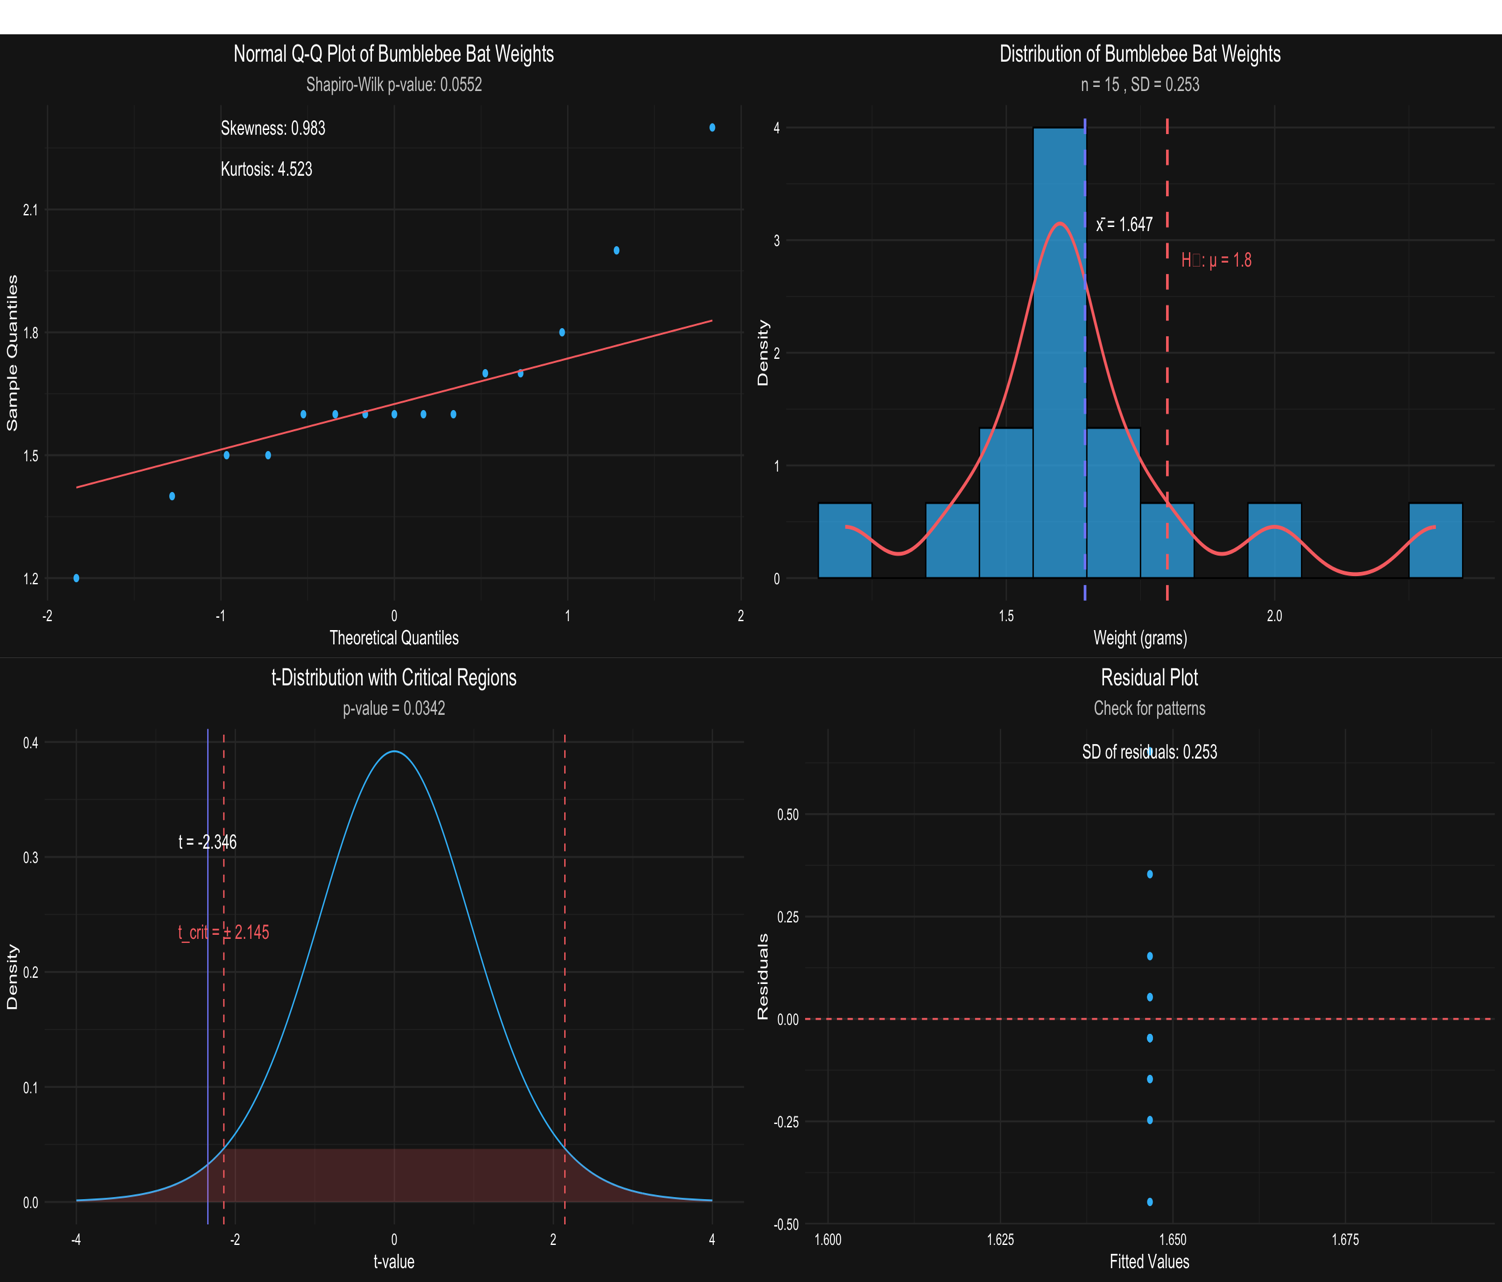 Normal Q-Q Plot of Bumblebee Bat Weights
Shapiro-Wilk p-value: 0.0552
Skewness: 0.983
Kurtosis: 4.523
Sample Quantiles
2.1
1.8
1.5
1.2
-2 -1 0 1 2
Theoretical Quantiles
Distribution of Bumblebee Bat Weights
n = 15 , SD = 0.253
x̄ = 1.647
H□: μ = 1.8
Density
4
3
2
1
0
1.5 2.0
Weight (grams)
t-Distribution with Critical Regions
p-value = 0.0342
t = -2.346
t_crit = ± 2.145
Density
0.4
0.3
0.2
0.1
0.0
-4 -2 0 2 4
t-value
Residual Plot
Check for patterns
SD of residuals: 0.253
Residuals
0.50
0.25
0.00
-0.25
-0.50
1.600 1.625 1.650 1.675
Fitted Values